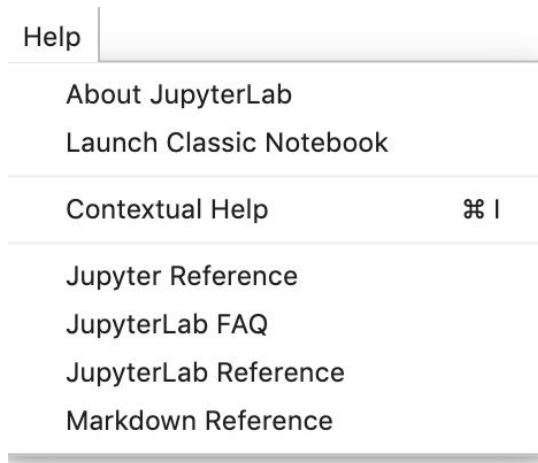 Help
About JupyterLab
Launch Classic Notebook
Contextual Help ⌘ I
Jupyter Reference
JupyterLab FAQ
JupyterLab Reference
Markdown Reference